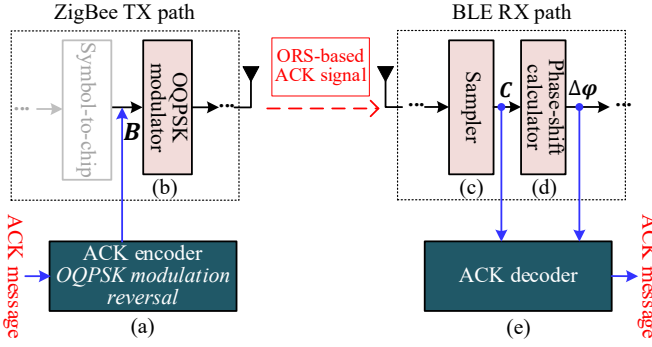 ZigBee TX path
BLE RX path
...
Symbol-to-chip
B
OQPSK
modulator
...
(b)
ORS-based
ACK signal
...
Sampler
(c)
C
Phase-shift
calculator
(d)
Δφ
...
ACK message
ACK encoder
OQPSK modulation
reversal
(a)
ACK decoder
(e)
ACK message